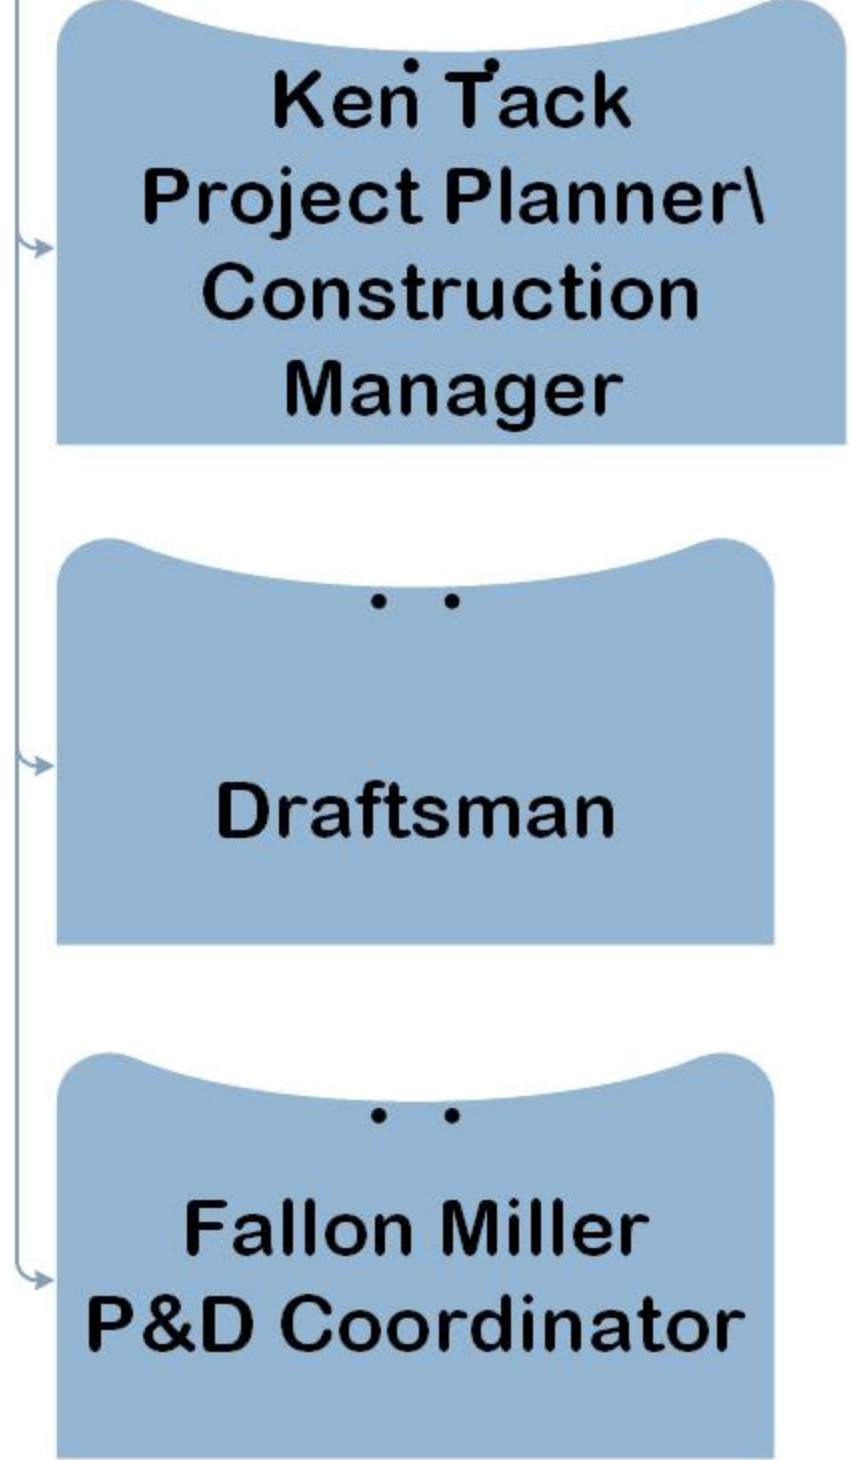 Ken Tack
Project Planner\
Construction
Manager
Draftsman
Fallon Miller
P&D Coordinator